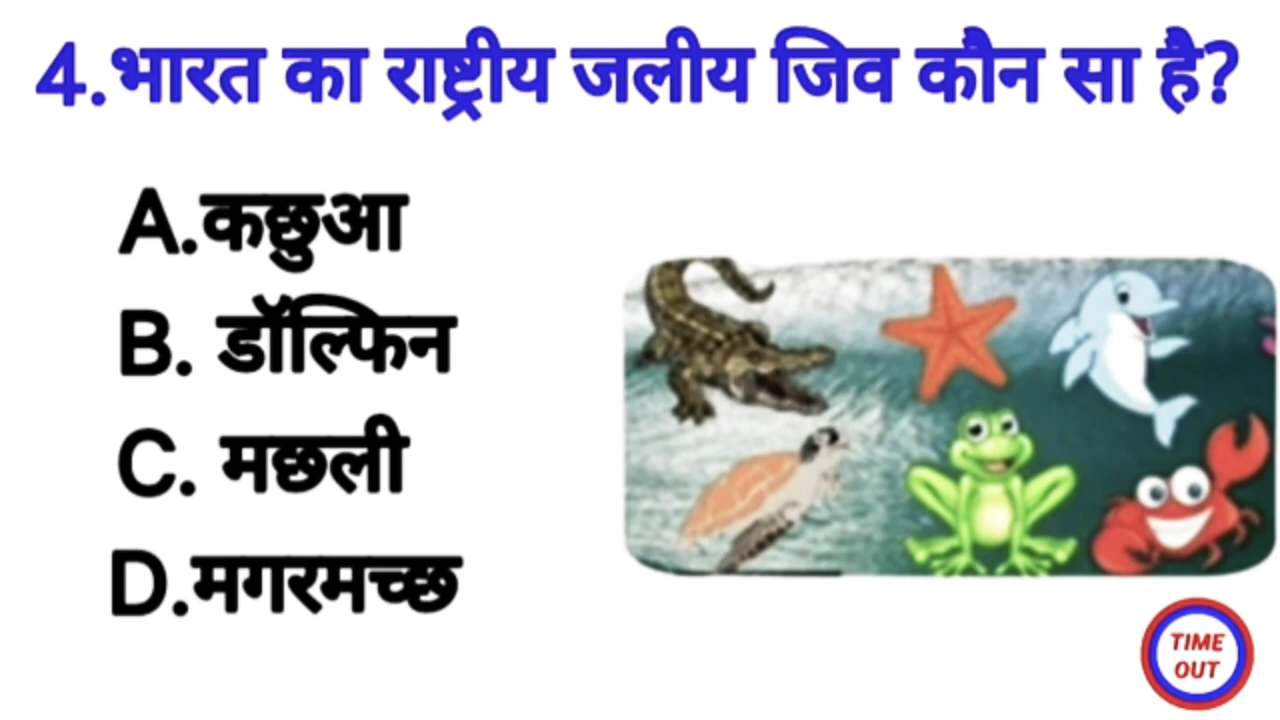 4.भारत का राष्ट्रीय जलीय जिव कौन सा है?
A.कछुआ
B. डॉल्फिन
C. मछली
D.मगरमच्छ
TIME
OUT